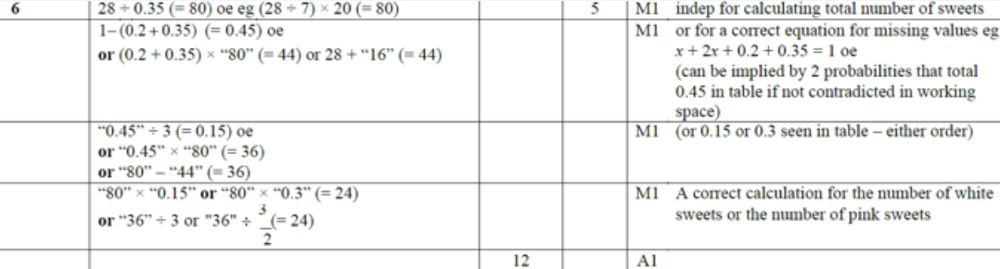 6 28 ÷ 0.35 (= 80) oe eg (28 ÷ 7) × 20 (= 80) 5 M1 indep for calculating total number of sweets
1– (0.2 + 0.35) (= 0.45) oe M1 or for a correct equation for missing values eg
or (0.2 + 0.35) × “80” (= 44) or 28 + “16” (= 44) x + 2x + 0.2 + 0.35 = 1 oe
(can be implied by 2 probabilities that total
0.45 in table if not contradicted in working
space)
“0.45” ÷ 3 (= 0.15) oe M1 (or 0.15 or 0.3 seen in table – either order)
or “0.45” × “80” (= 36)
or “80” – “44” (= 36)
“80” × “0.15” or “80” × “0.3” (= 24) M1 A correct calculation for the number of white
or “36” ÷ 3 or "36" ÷ 3/2 (= 24) sweets or the number of pink sweets
12 A1